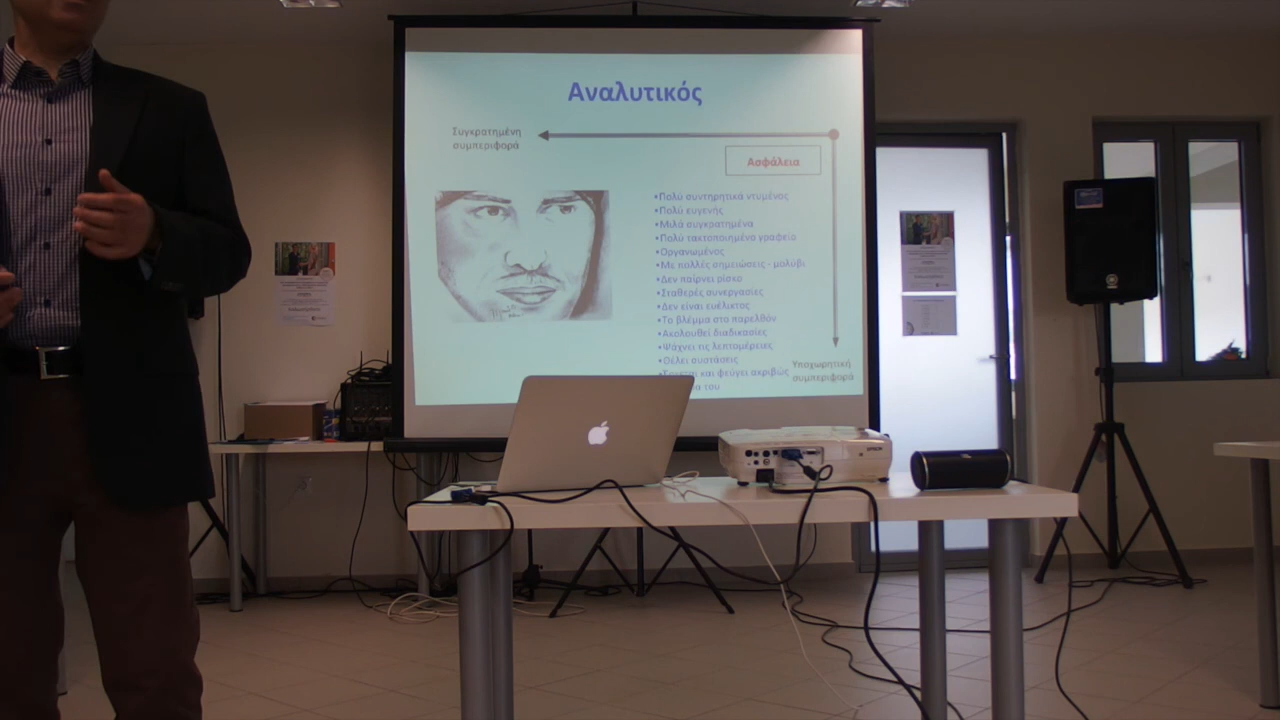 Αναλυτικός
Συγκρατημένη
συμπεριφορά
Ασφάλεια
•Πολύ συντηρητικά ντυμένος
•Πολύ ευγενής
•Μιλά συγκρατημένα
•Πολύ τακτοποιημένο γραφείο
•Οργανωμένος
•Με πολλές σημειώσεις - μολύβι
•Δεν παίρνει ρίσκο
•Σταθερές συνεργασίες
•Δεν είναι ευέλικτος
•Το βλέμμα στο παρελθόν
•Ακολουθεί διαδικασίες
•Ψάχνει τις λεπτομέρειες
•Θέλει συστάσεις
και φεύγει ακριβώς
του
Υποχωρητική
συμπεριφορά
EPSON